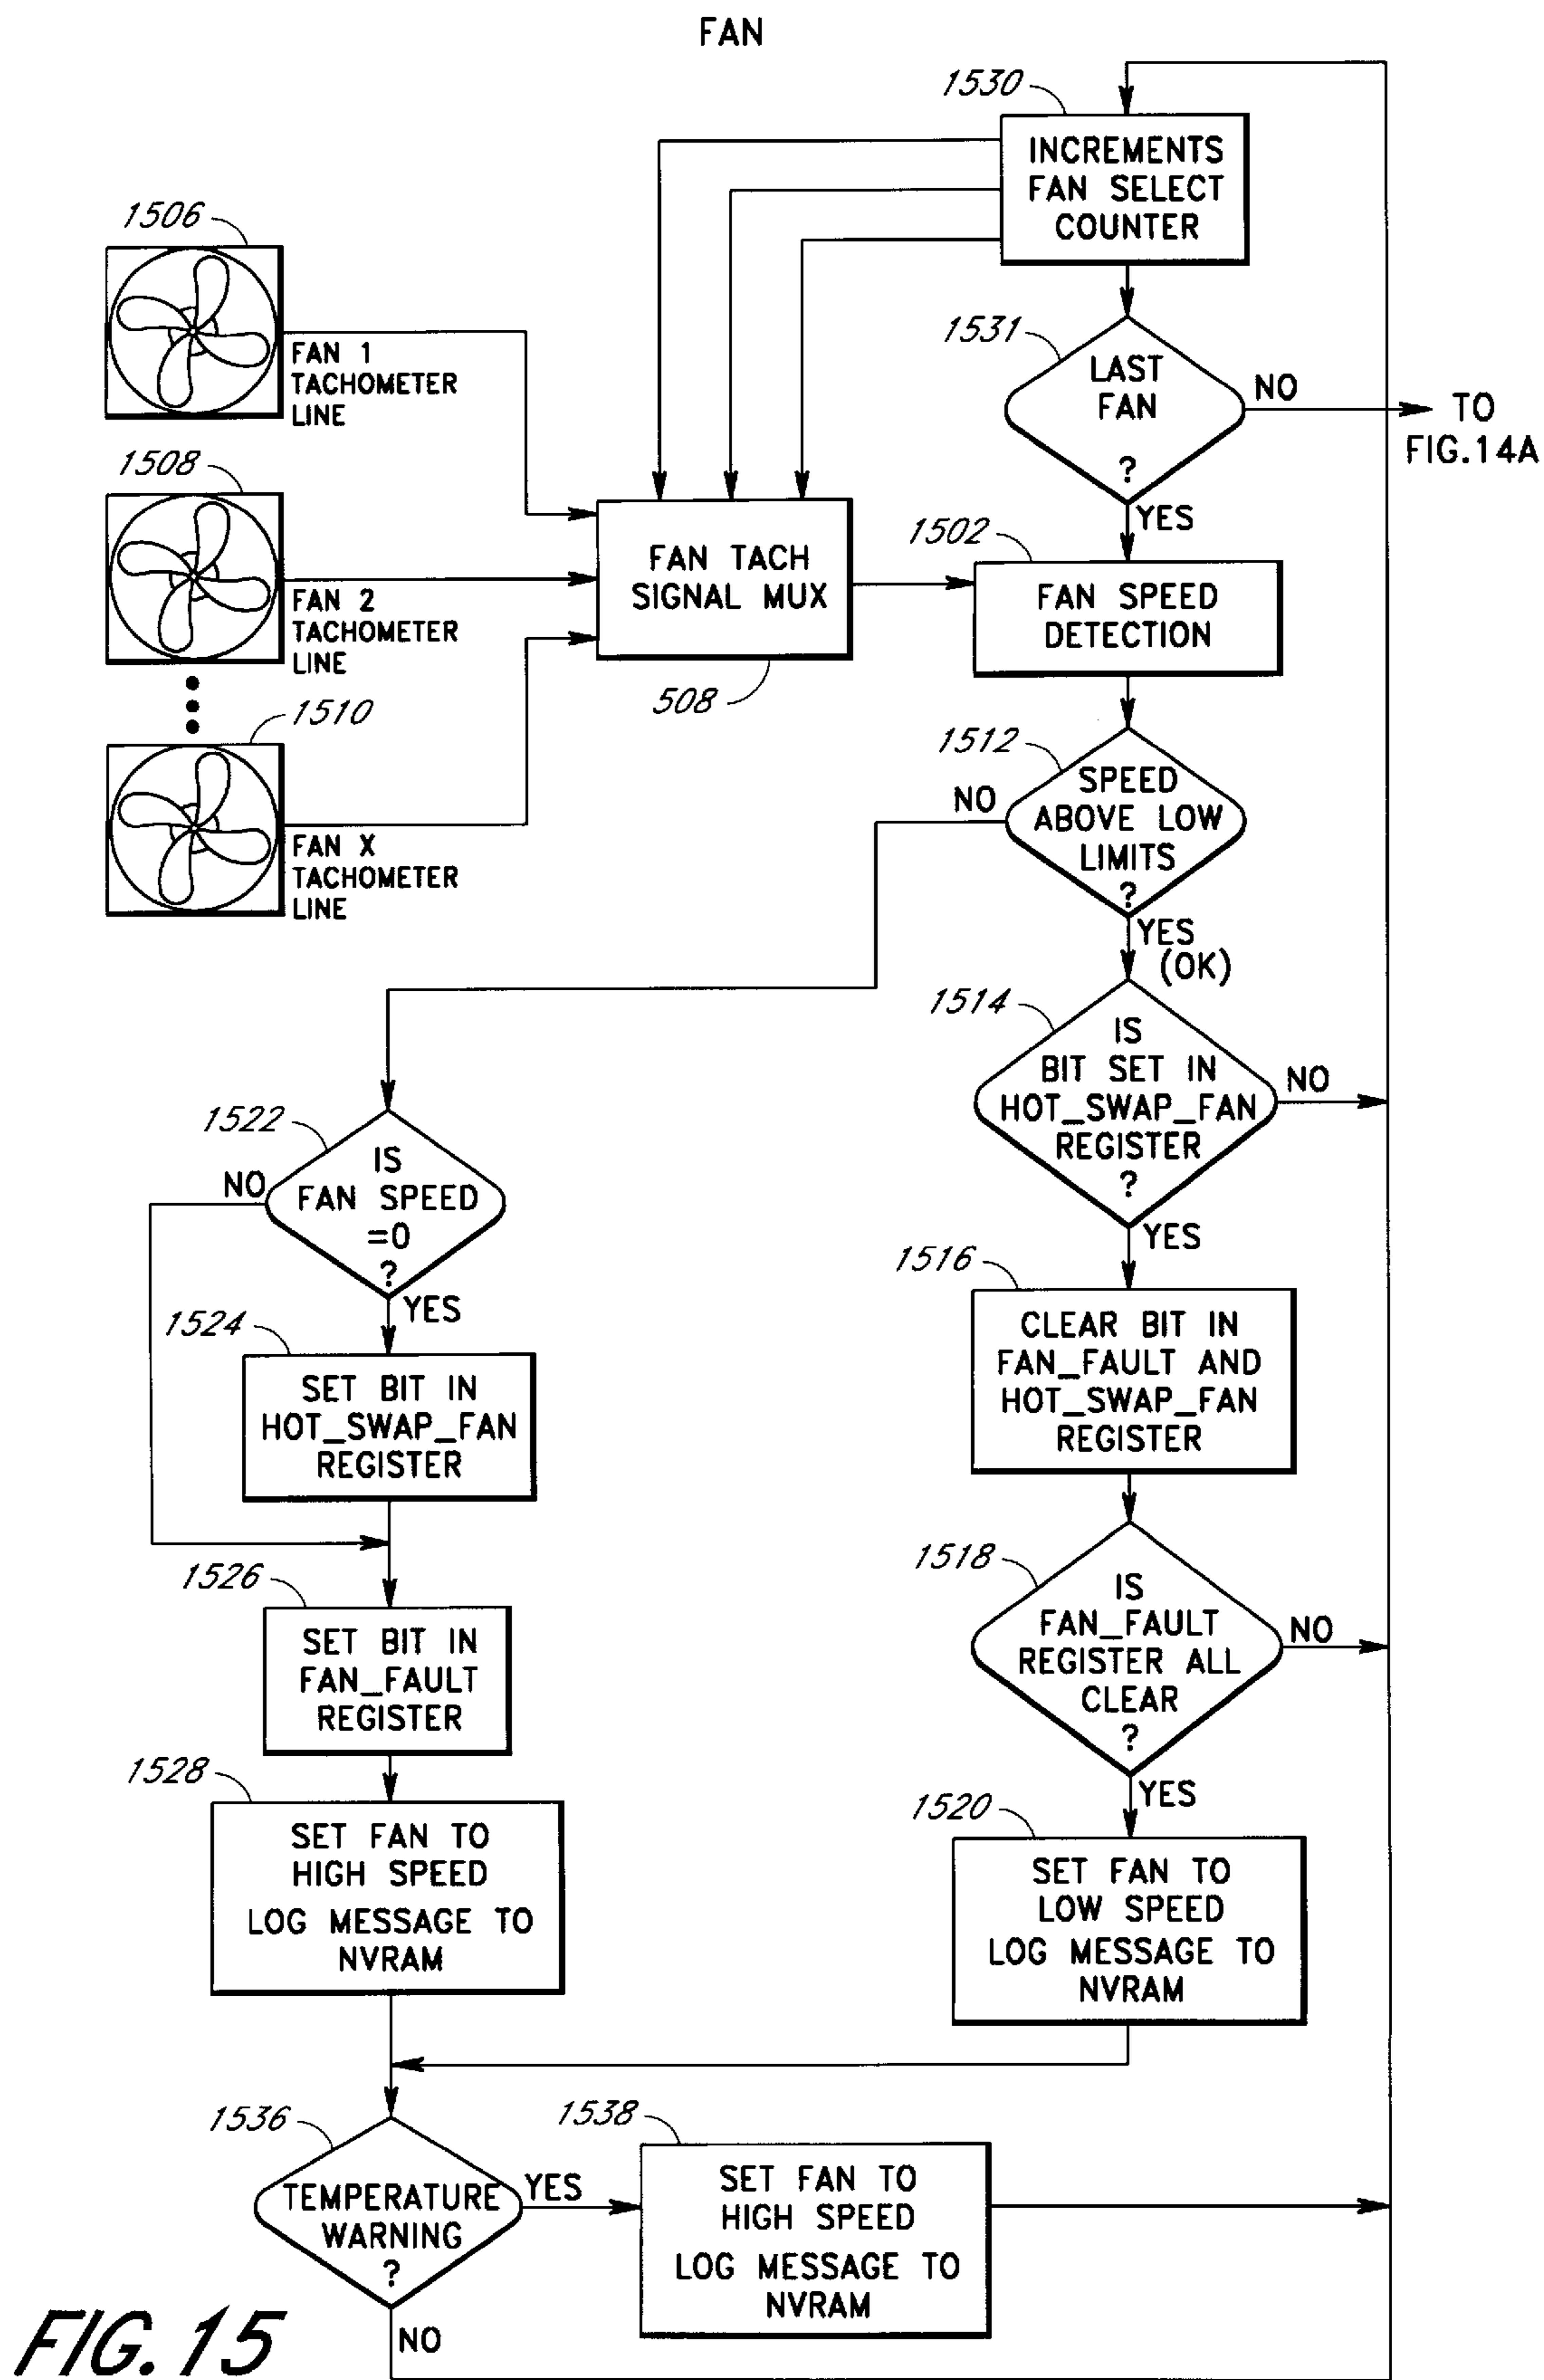 FAN
1530
INCREMENTS
FAN SELECT
COUNTER
1506
FAN 1
TACHOMETER
LINE
1531
LAST
FAN
?
NO
TO
FIG.14A
YES
1508
FAN 2
TACHOMETER
LINE
FAN TACH
SIGNAL MUX
508
1502
FAN SPEED
DETECTION
1510
FAN X
TACHOMETER
LINE
1512
SPEED
ABOVE LOW
LIMITS
?
NO
YES
(OK)
1514
IS
BIT SET IN
HOT_SWAP_FAN
REGISTER
?
NO
YES
1522
IS
FAN SPEED
=0
?
NO
YES
1516
CLEAR BIT IN
FAN_FAULT AND
HOT_SWAP_FAN
REGISTER
1524
SET BIT IN
HOT_SWAP_FAN
REGISTER
1518
IS
FAN_FAULT
REGISTER ALL
CLEAR
?
NO
YES
1526
SET BIT IN
FAN_FAULT
REGISTER
1528
SET FAN TO
HIGH SPEED
LOG MESSAGE TO
NVRAM
1520
SET FAN TO
LOW SPEED
LOG MESSAGE TO
NVRAM
1536
TEMPERATURE
WARNING
?
YES
NO
1538
SET FAN TO
HIGH SPEED
LOG MESSAGE TO
NVRAM
FIG. 15